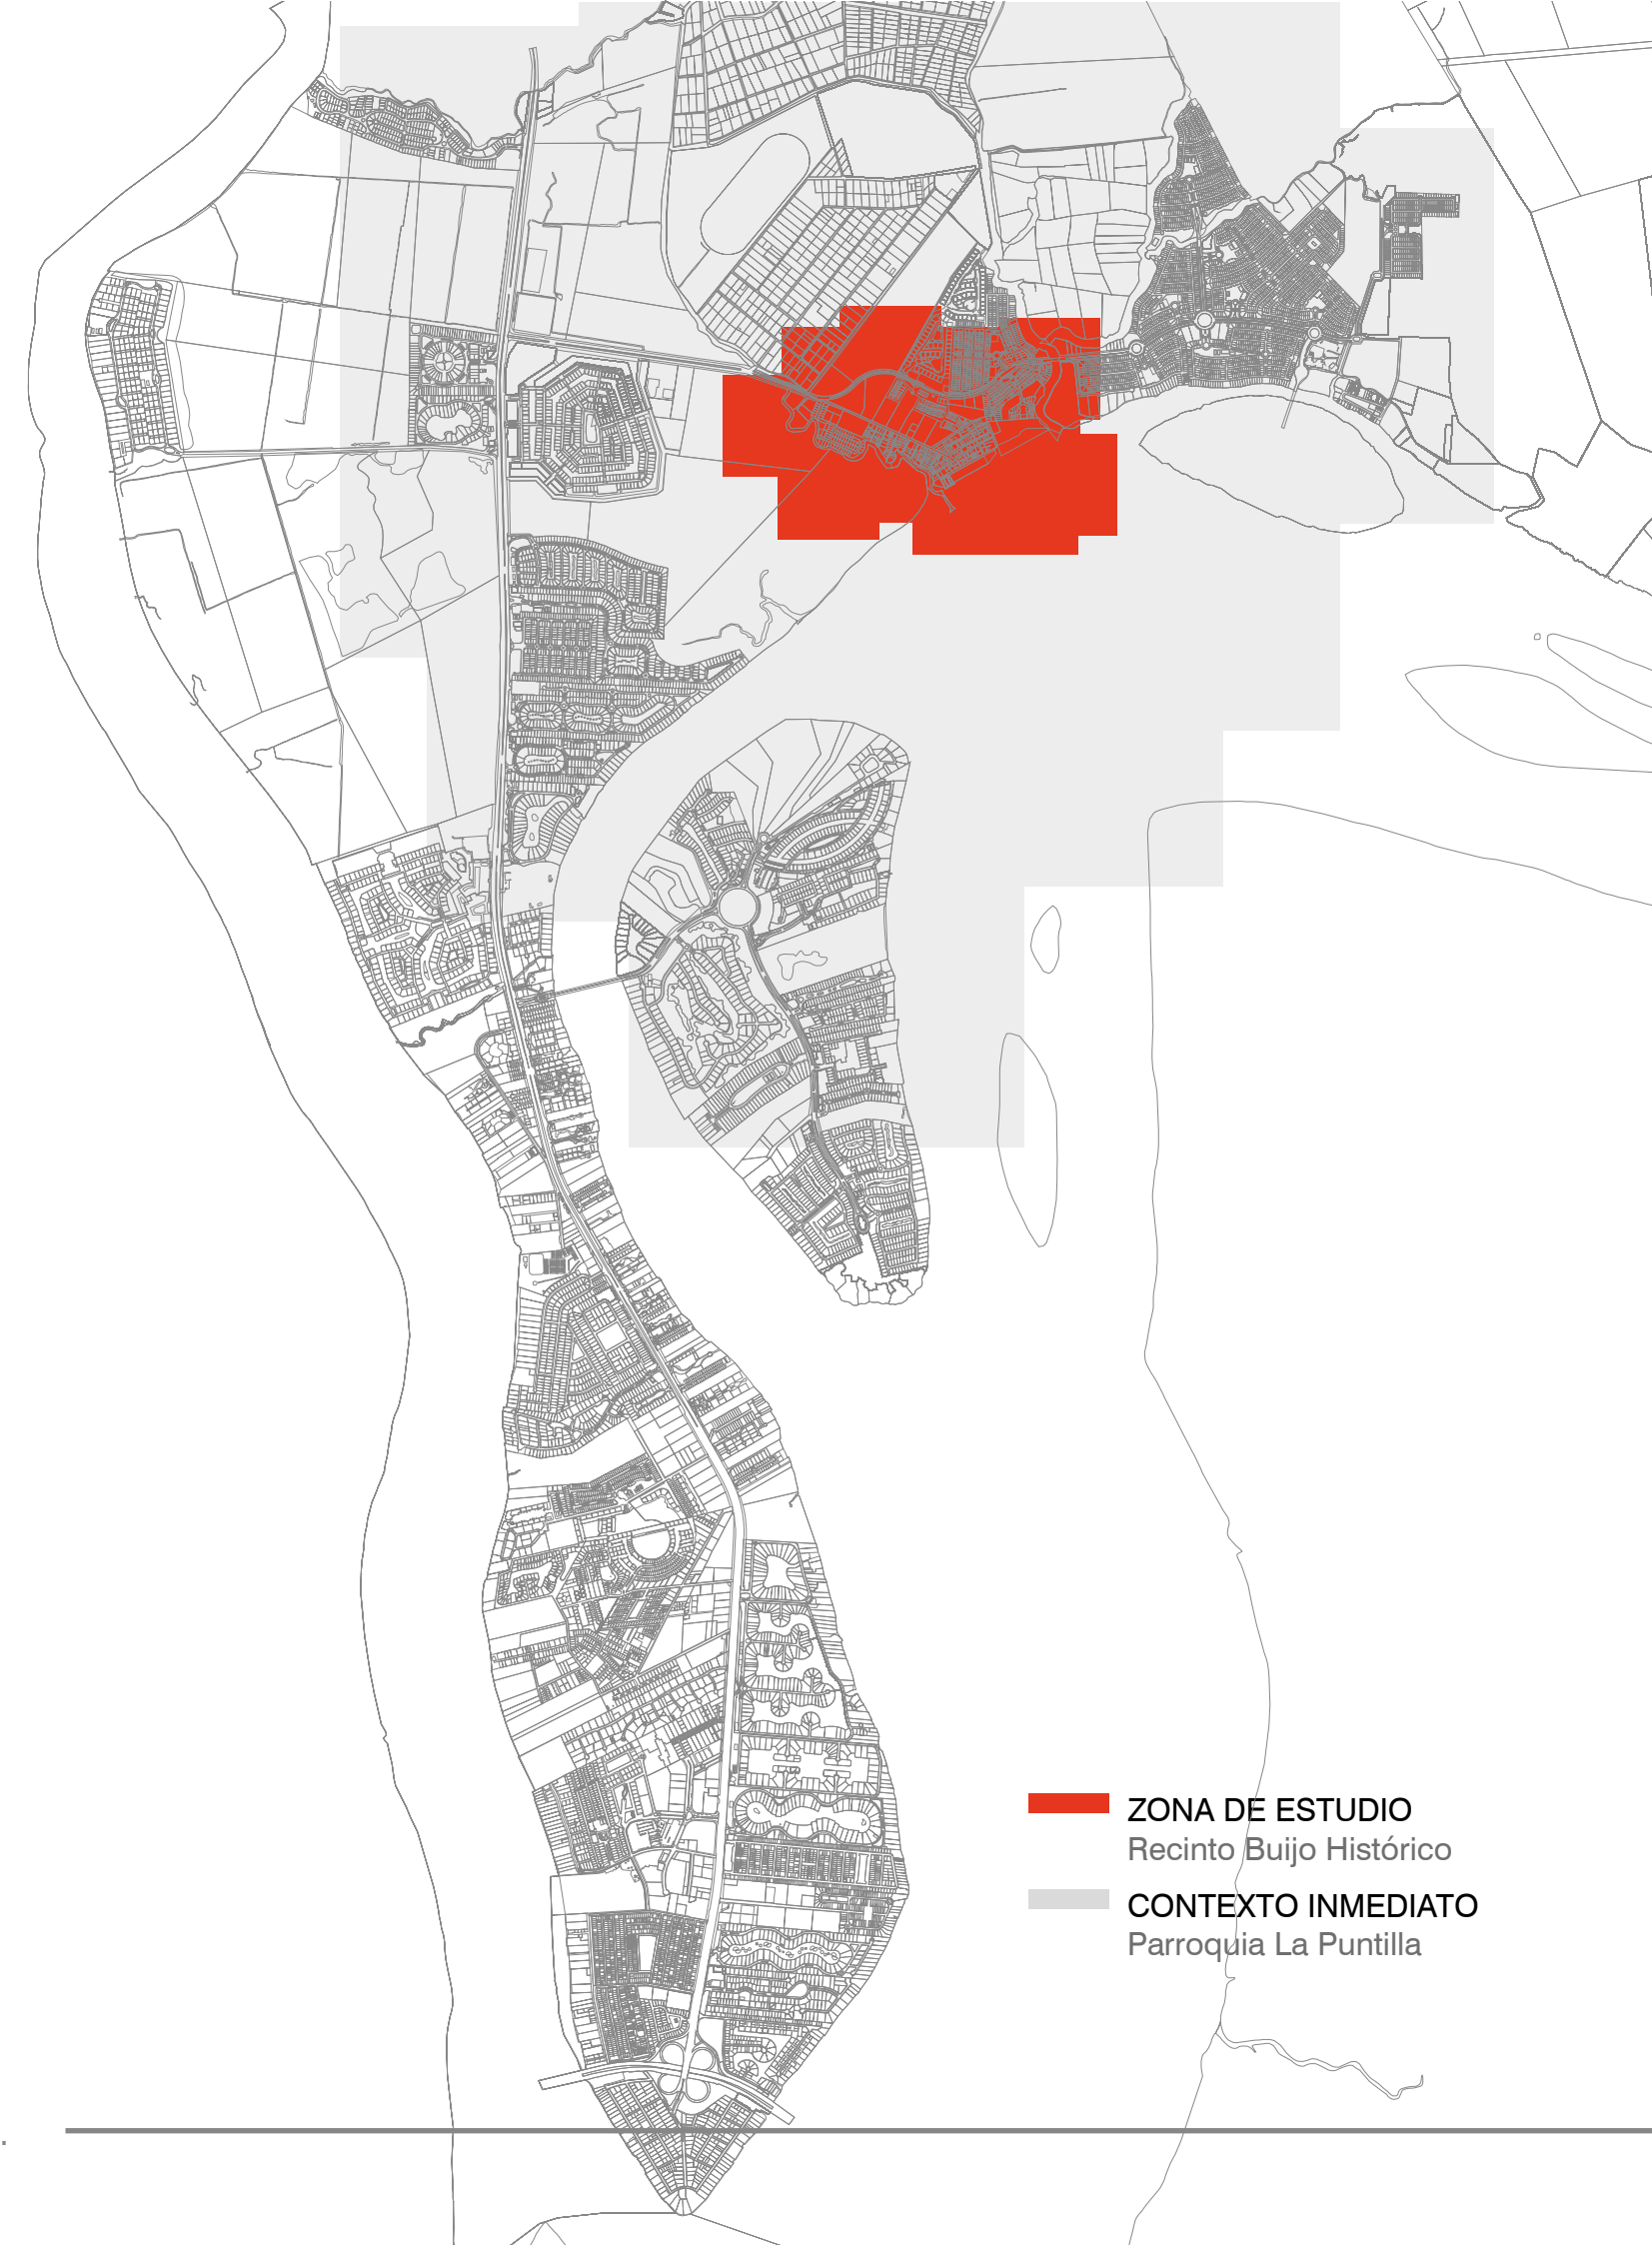 ZONA DE ESTUDIO
Recinto Buijo Histórico
CONTEXTO INMEDIATO
Parroquia La Puntilla